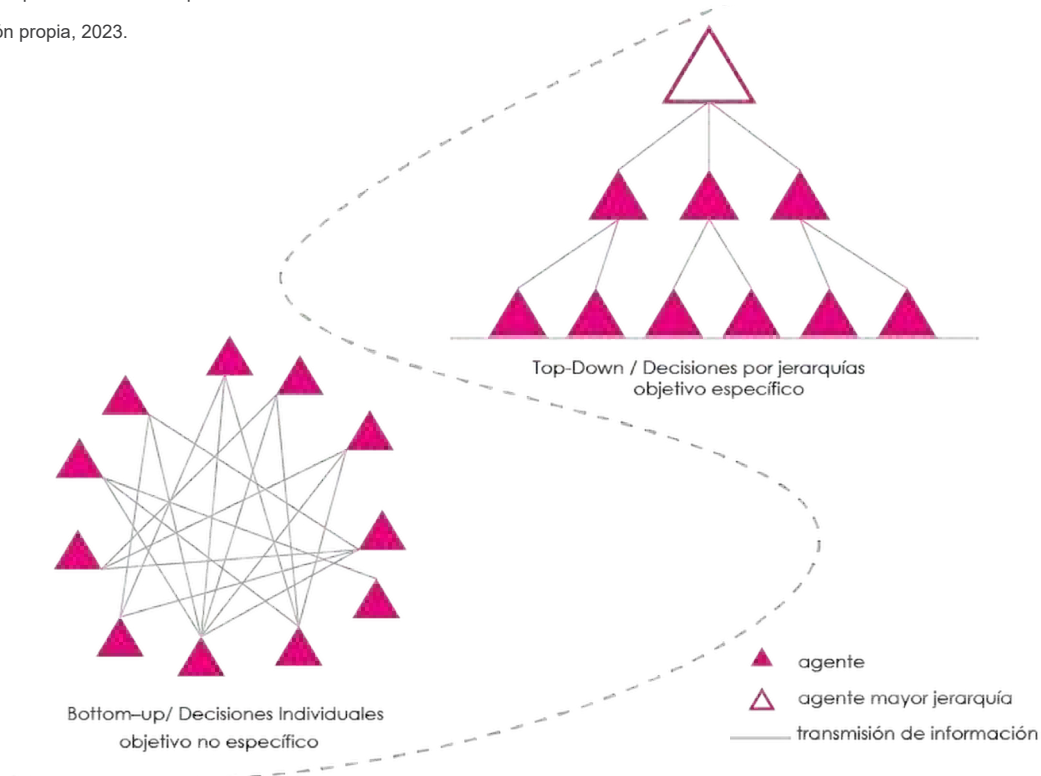 ón propia, 2023.
Top-Down / Decisiones por jerarquías
objetivo específico
Bottom–up/ Decisiones Individuales
objetivo no específico
agente
agente mayor jerarquía
transmisión de información